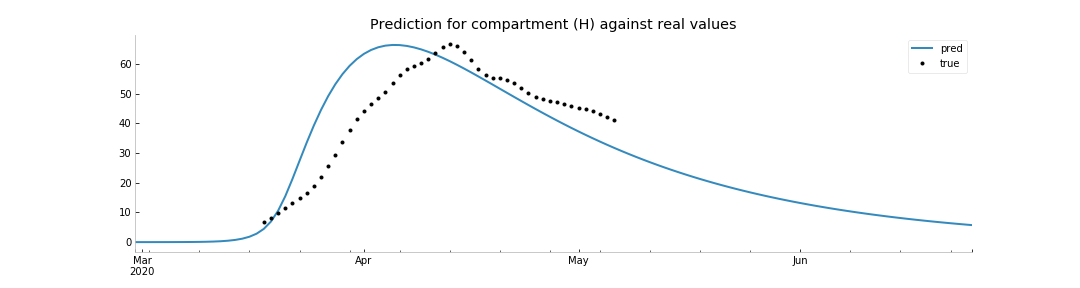 Prediction for compartment (H) against real values
pred
true
60
50
40
30
20
10
0
Mar
2020
Apr
May
Jun